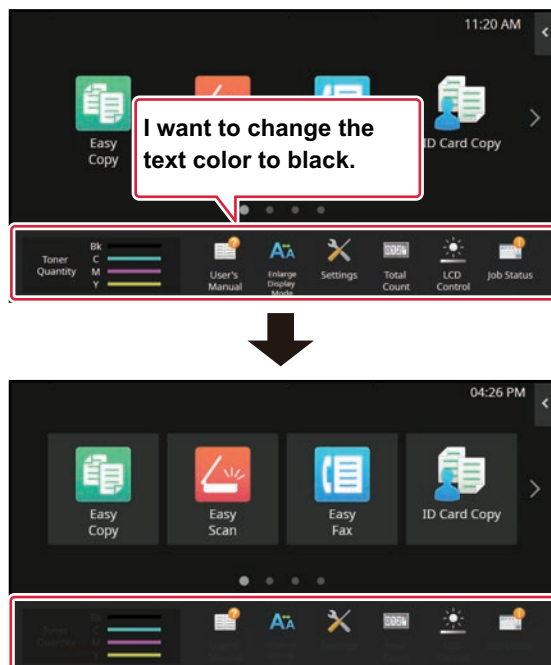 11:20 AM
I want to change the
text color to black.
Easy
Copy
ID Card Copy
Toner
Quantity
Bk
C
M
Y
User's
Manual
Enlarge
Display
Mode
Settings
Total
Count
LCD
Control
Job Status
04:26 PM
Easy
Copy
Easy
Scan
Easy
Fax
ID Card Copy